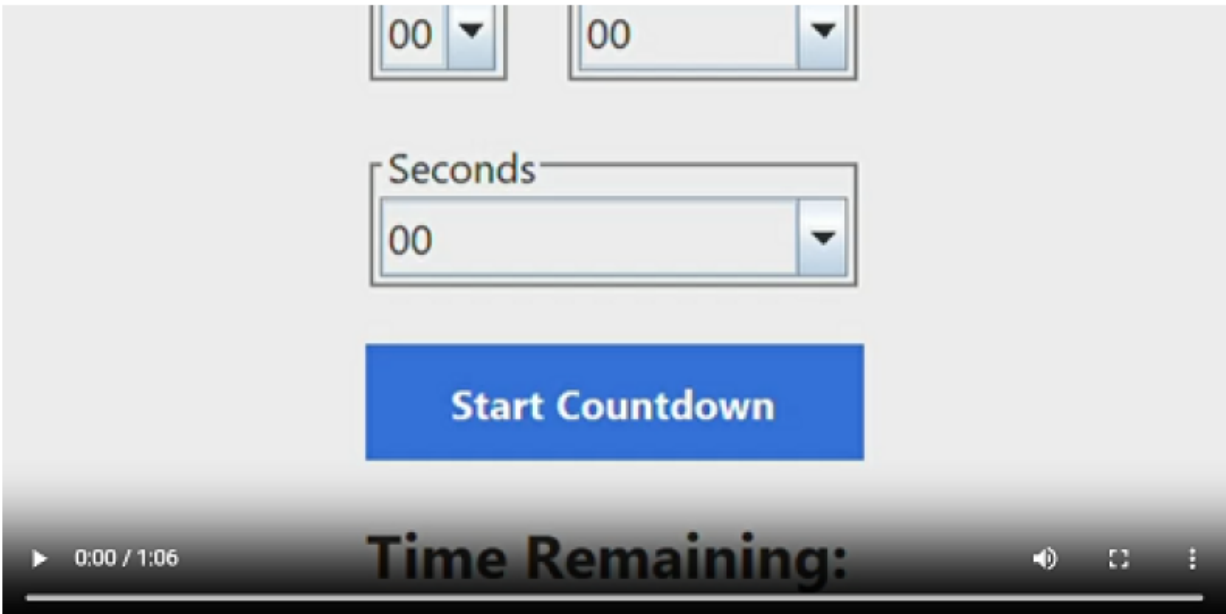 00 00
Seconds
00
Start Countdown
Time Remaining:
0:00 / 1:06